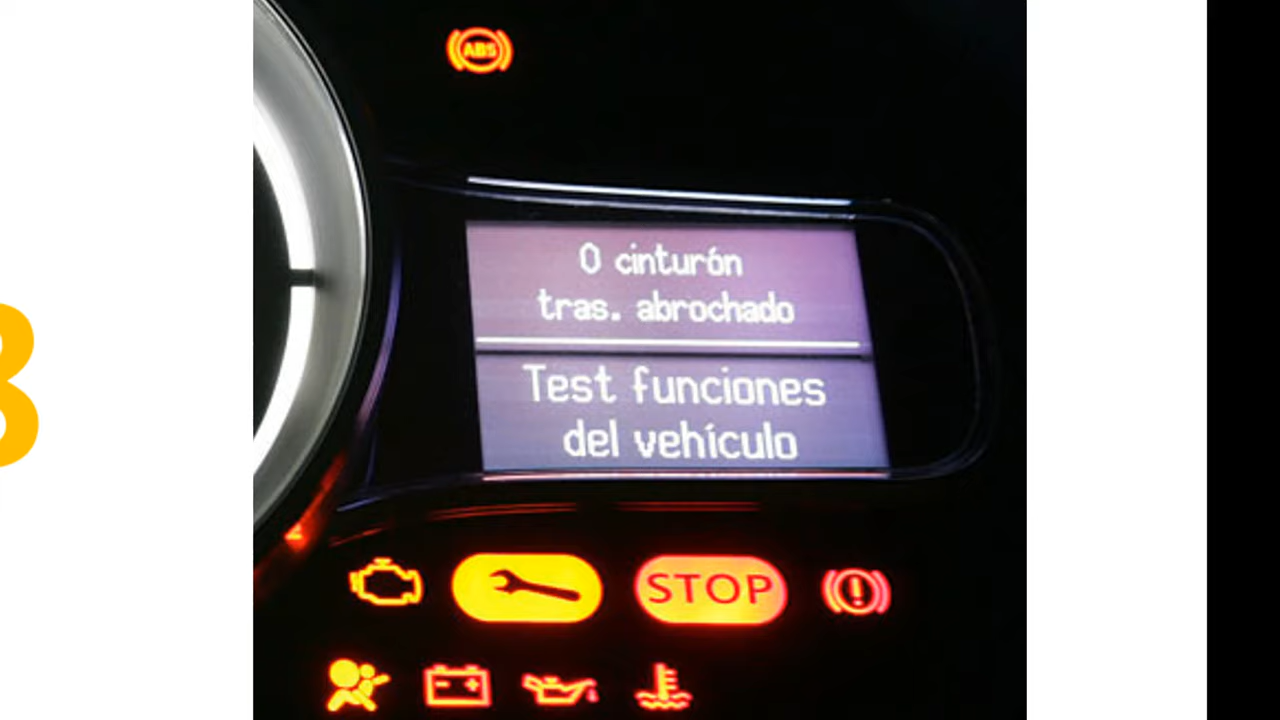 ABS
0 cinturón
tras. abrochado
Test funciones
del vehículo
STOP